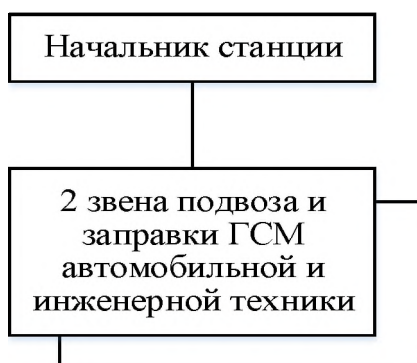 Начальник станции
2 звена подвоза и
заправки ГСМ
автомобильной и
инженерной техники